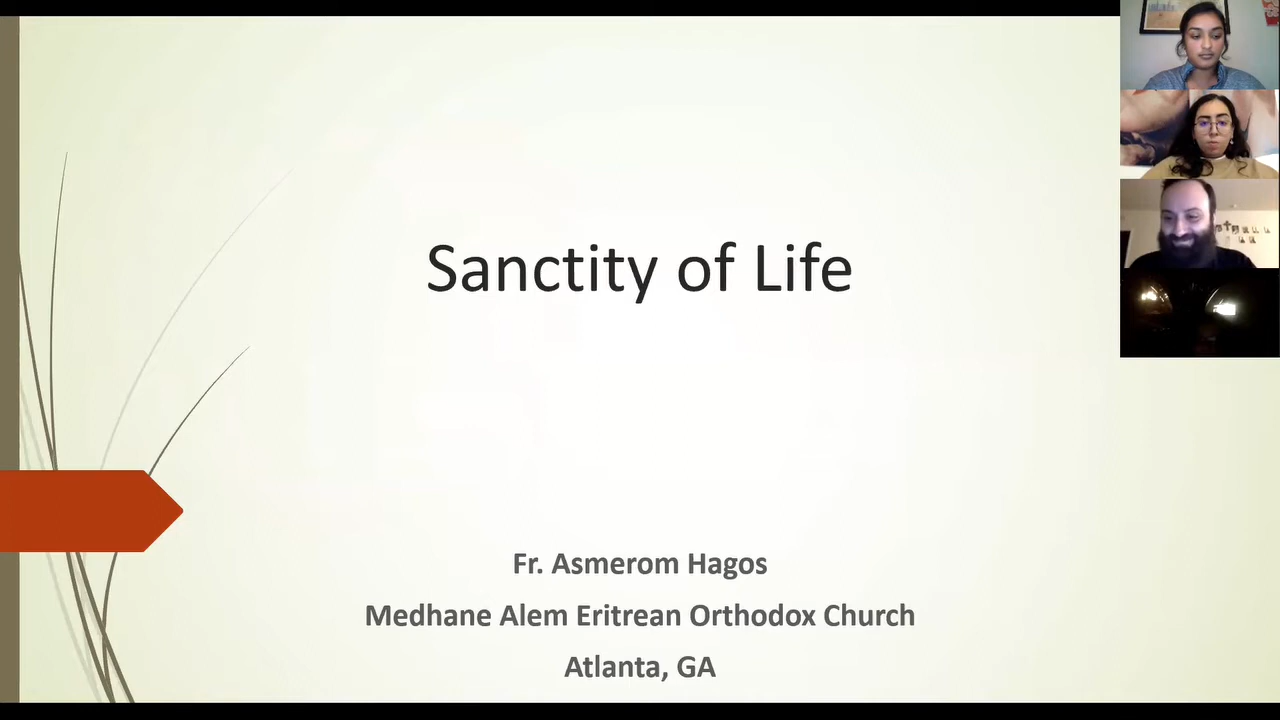 Sanctity of Life
Fr. Asmerom Hagos
Medhane Alem Eritrean Orthodox Church
Atlanta, GA